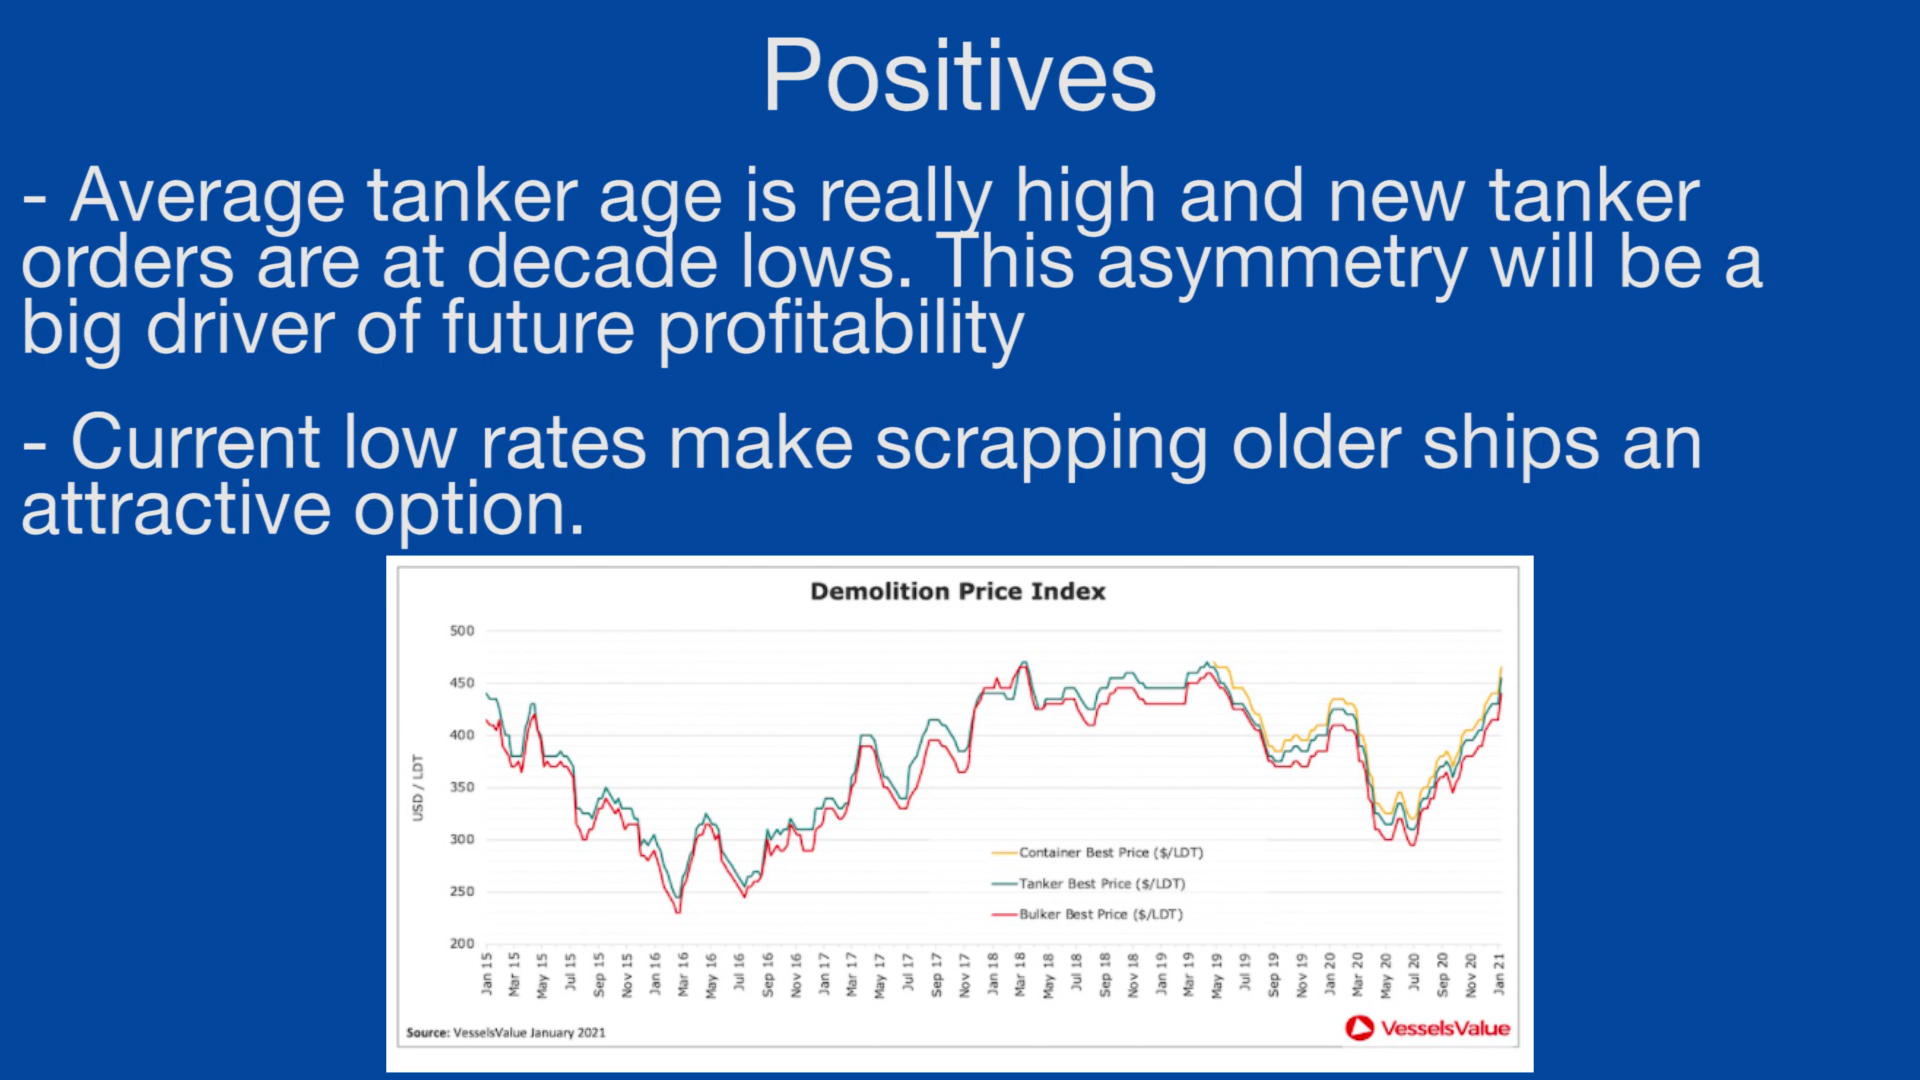 Positives
- Average tanker age is really high and new tanker
orders are at decade lows. This asymmetry will be a
big driver of future profitability
- Current low rates make scrapping older ships an
attractive option.
Demolition Price Index
500
450
400
350
300
250
200
USD / LDT
Container Best Price ($/LDT)
Tanker Best Price ($/LDT)
Bulker Best Price ($/LDT)
Jan 15
Mar 15
May 15
Jul 15
Sep 15
Nov 15
Jan 16
Mar 16
May 16
Jul 16
Sep 16
Nov 16
Jan 17
Mar 17
May 17
Jul 17
Sep 17
Nov 17
Jan 18
Mar 18
May 18
Jul 18
Sep 18
Nov 18
Jan 19
Mar 19
May 19
Jul 19
Sep 19
Nov 19
Jan 20
Mar 20
May 20
Jul 20
Sep 20
Nov 20
Jan 21
Source: VesselsValue January 2021
VesselsValue